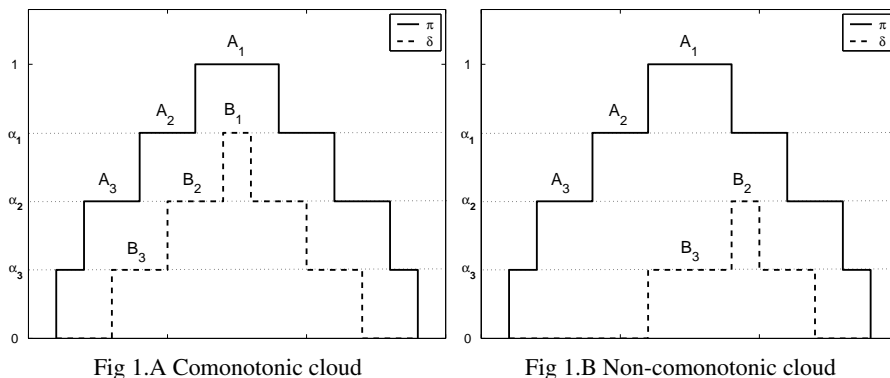 π
δ
A₁
1
A₂
B₁
α₁
A₃
B₂
α₂
B₃
α₃
0
Fig 1.A Comonotonic cloud
π
δ
A₁
1
A₂
α₁
A₃
B₂
α₂
B₃
α₃
0
Fig 1.B Non-comonotonic cloud